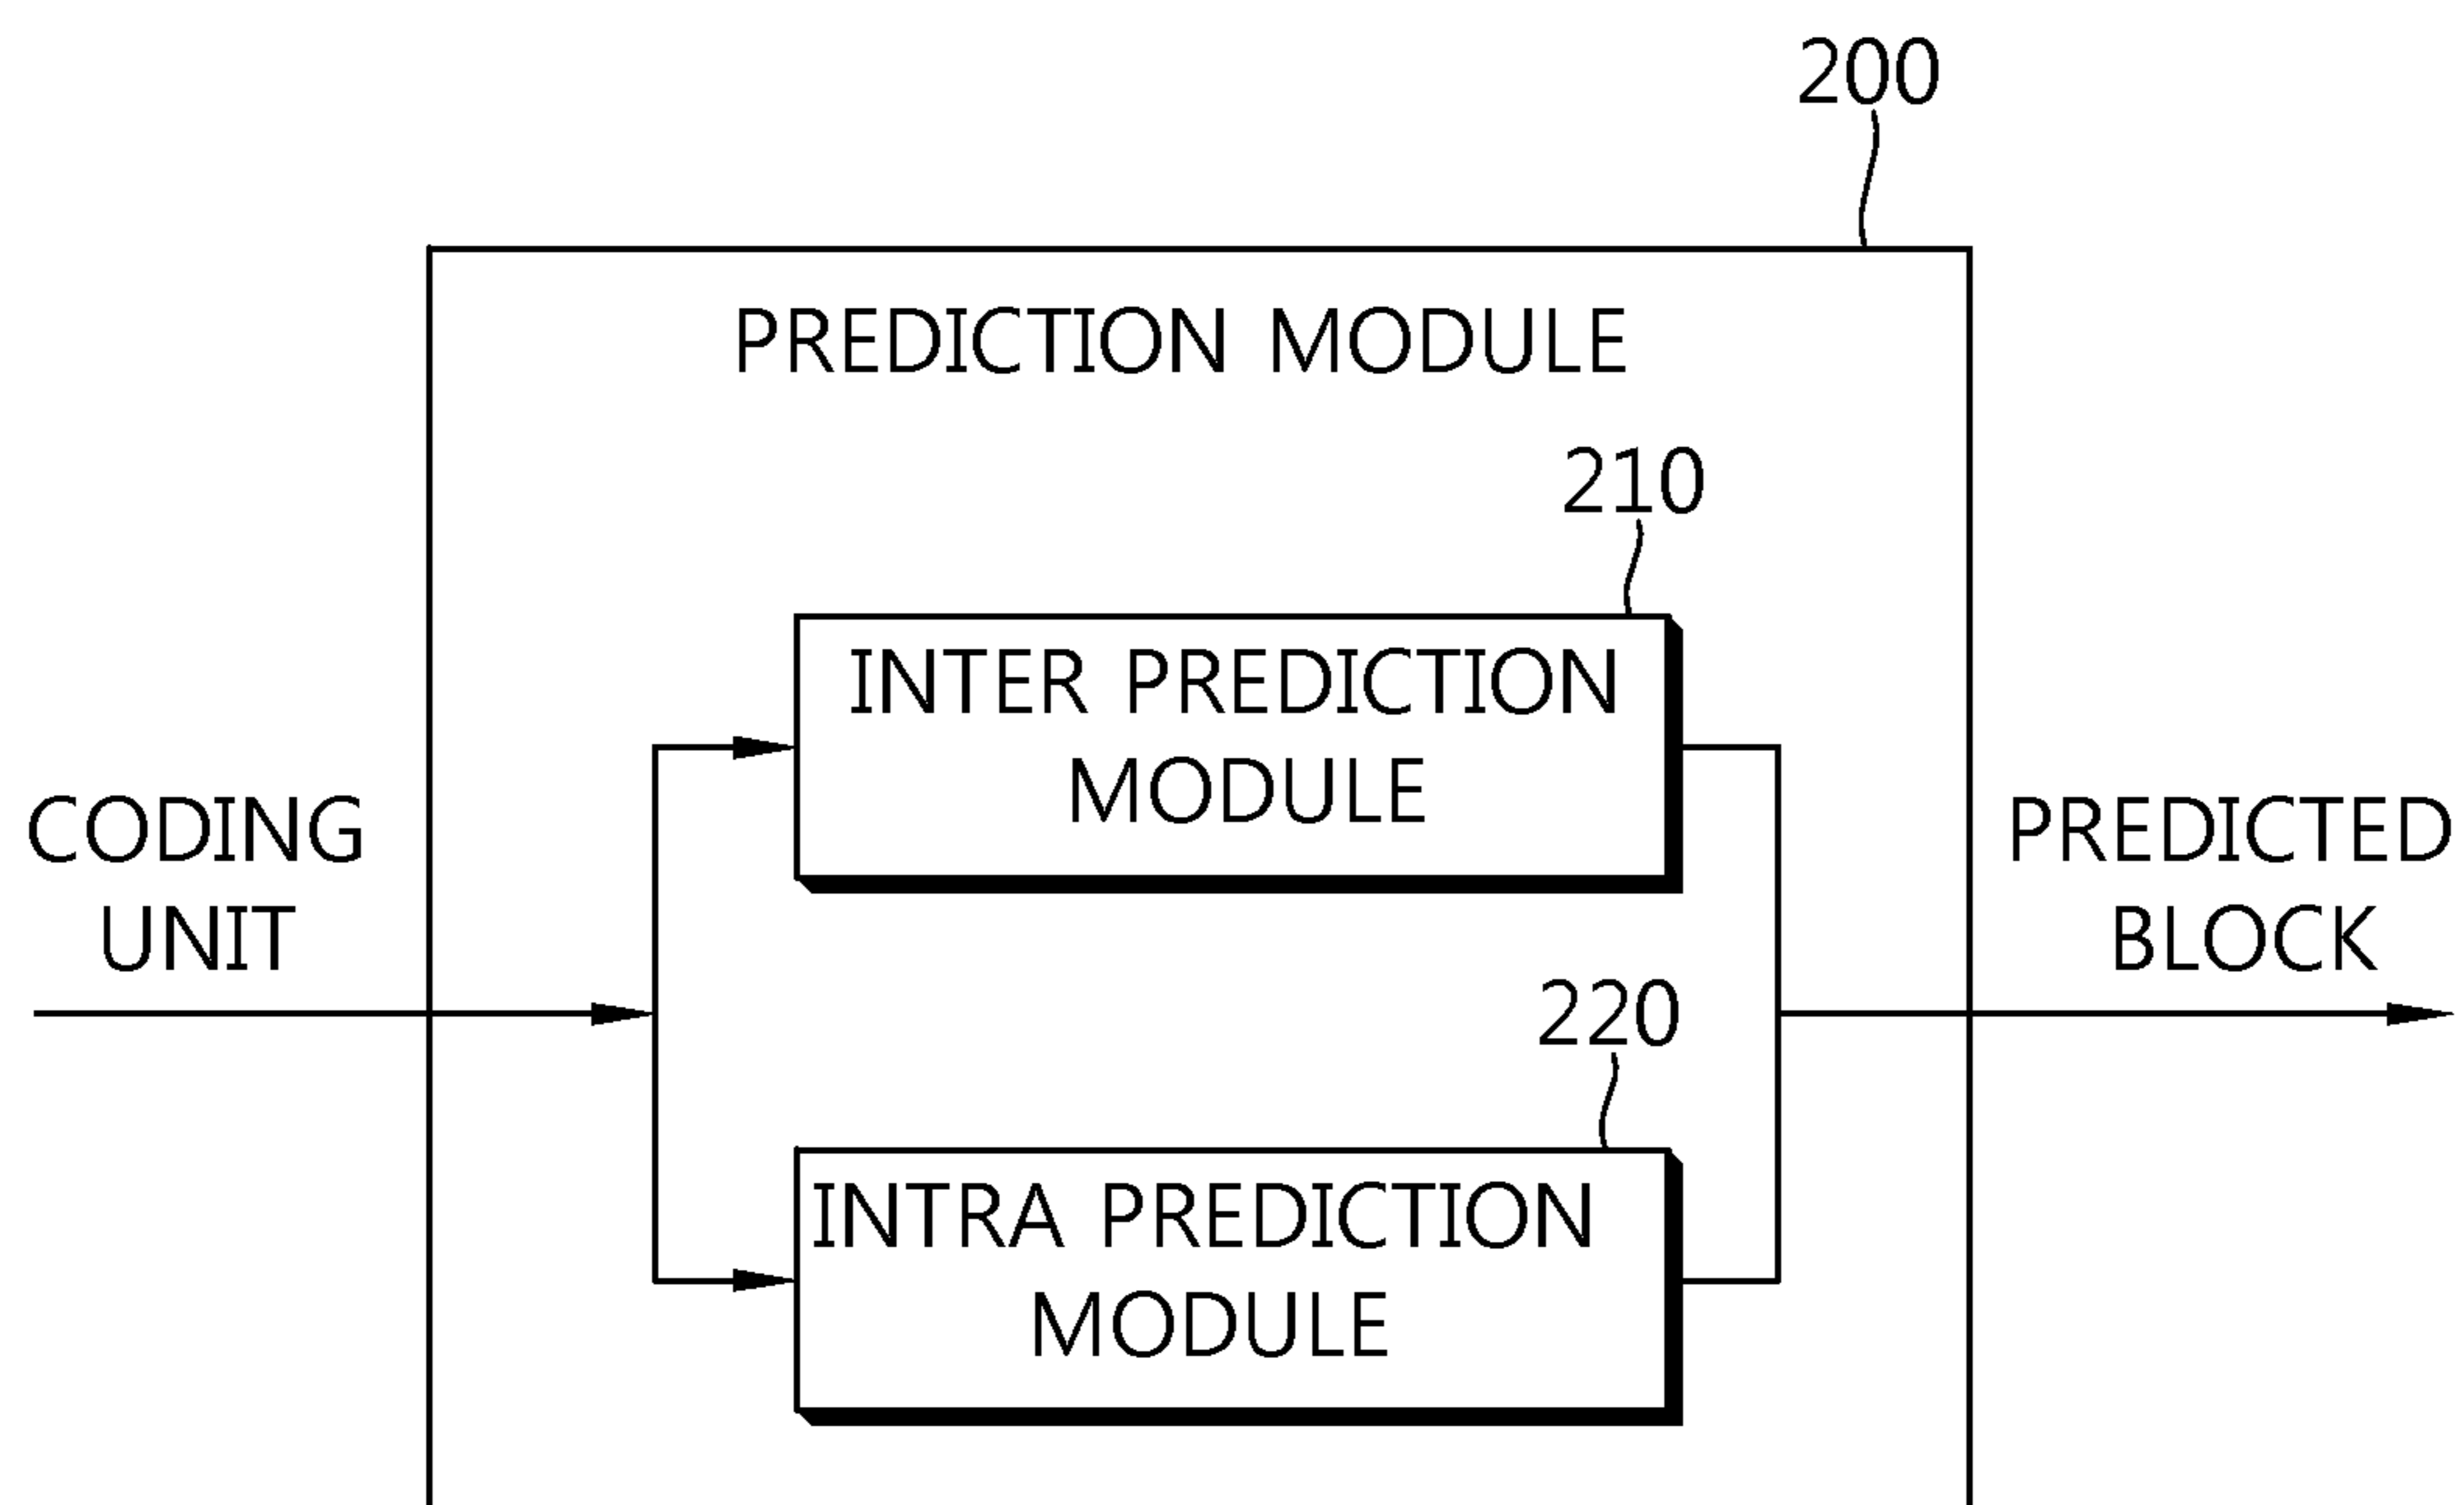 200
PREDICTION MODULE
210
INTER PREDICTION
MODULE
CODING
UNIT
PREDICTED
BLOCK
220
INTRA PREDICTION
MODULE